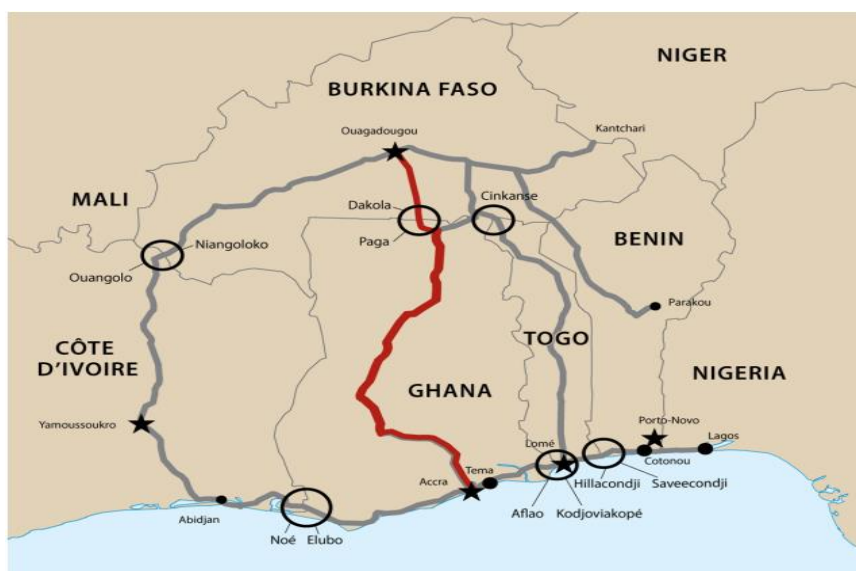 NIGER
BURKINA FASO
Ouagadougou
Kantchari
MALI
Dakola
Cinkanse
Paga
Niangoloko
BENIN
Ouangolo
Parakou
CÔTE
D'IVOIRE
TOGO
GHANA
NIGERIA
Yamoussoukro
Porto-Novo
Lomé
Lagos
Tema
Cotonou
Accra
Hillacondji
Saveecondji
Abidjan
Aflao
Kodjoviakopé
Noé
Elubo